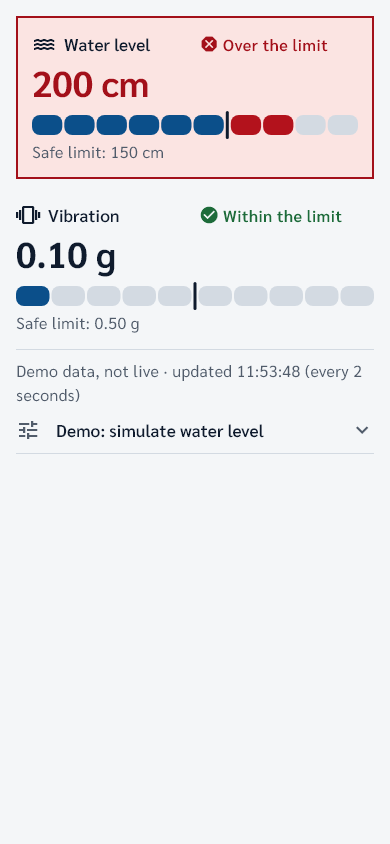 Water level
Over the limit
200 cm
Safe limit: 150 cm
Vibration
Within the limit
0.10 g
Safe limit: 0.50 g
Demo data, not live · updated 11:53:48 (every 2
seconds)
Demo: simulate water level